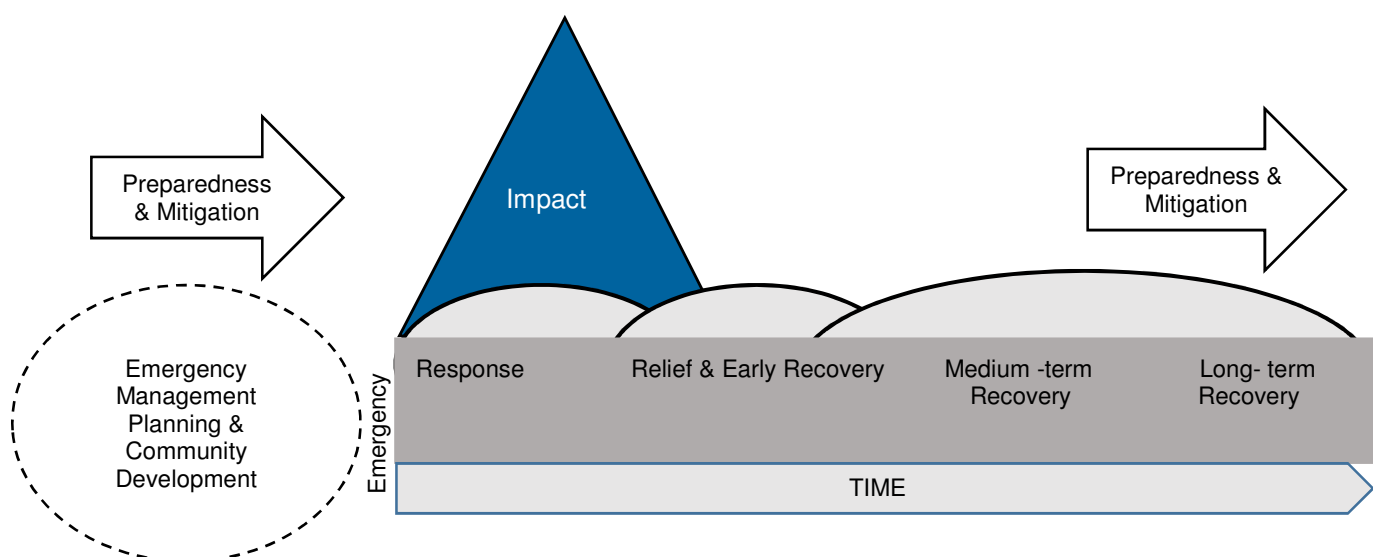 Preparedness
& Mitigation
Impact
Preparedness &
Mitigation
Emergency
Management
Planning &
Community
Development
Emergency
Response
Relief & Early Recovery
Medium -term
Recovery
Long- term
Recovery
TIME